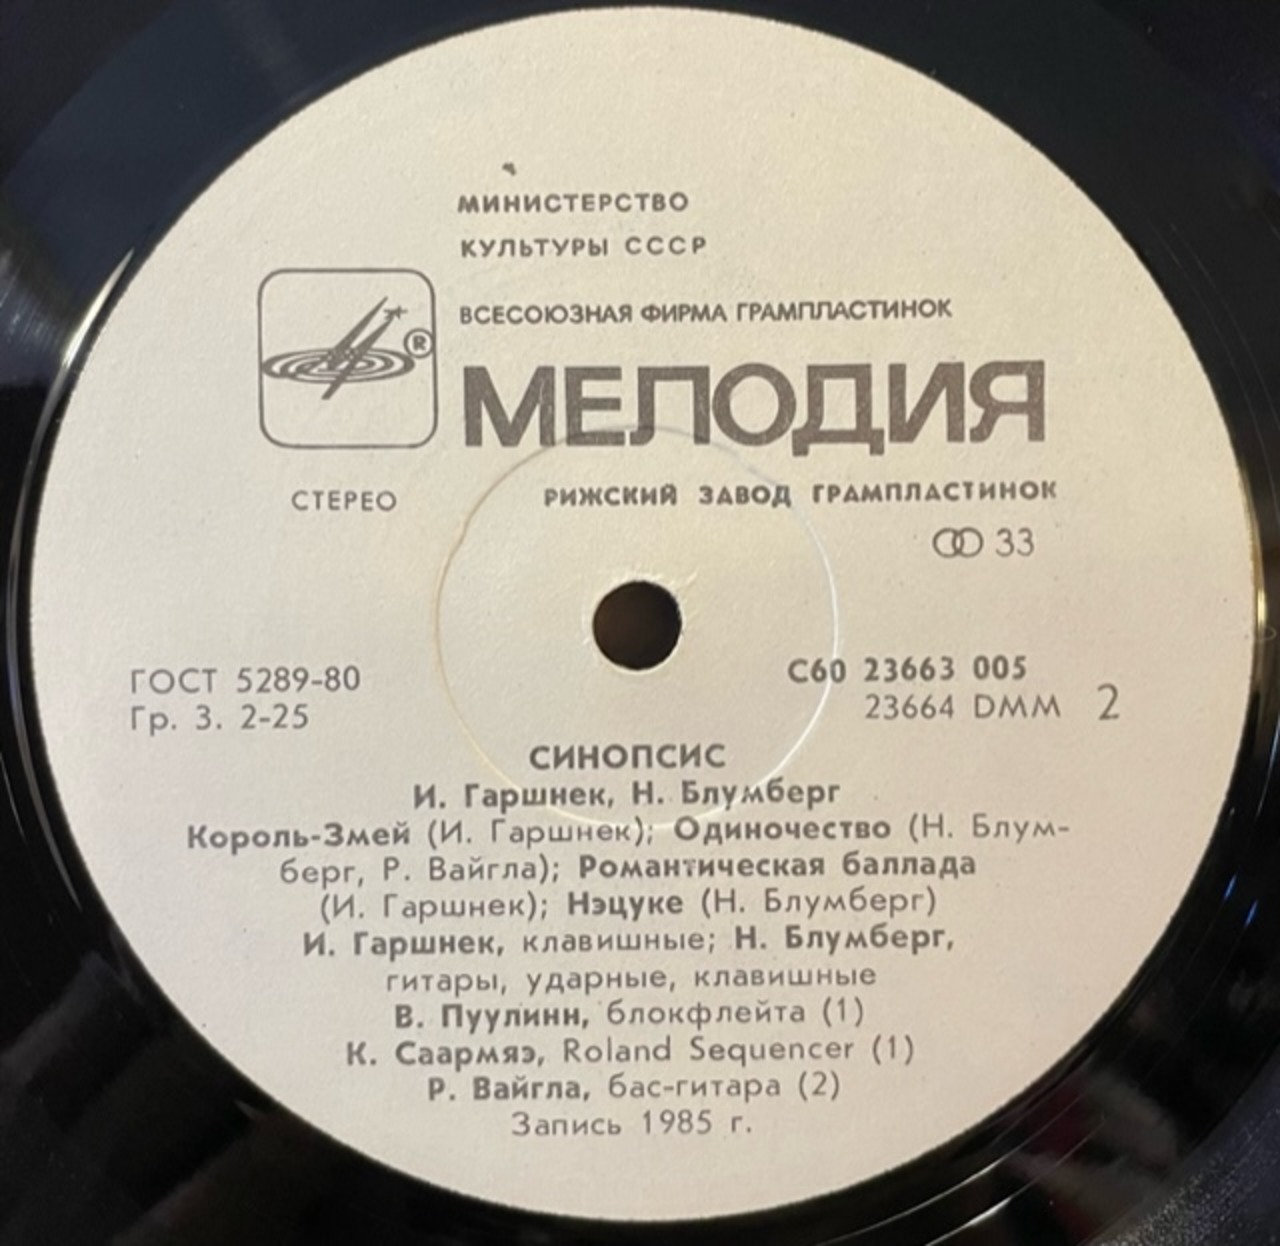 МИНИСТЕРСТВО
КУЛЬТУРЫ СССР
ВСЕСОЮЗНАЯ ФИРМА ГРАМПЛАСТИНОК
®
МЕЛОДИЯ
СТЕРЕО
РИЖСКИЙ ЗАВОД ГРАМПЛАСТИНОК
33
ГОСТ 5289-80
Гр. 3. 2-25
С60 23663 005
23664 DMM 2
СИНОПСИС
И. Гаршнек, Н. Блумберг
Король-Змей (И. Гаршнек); Одиночество (Н. Блум-
берг, Р. Вайгла); Романтическая баллада
(И. Гаршнек); Нэцуке (Н. Блумберг)
И. Гаршнек, клавишные; Н. Блумберг,
гитары, ударные, клавишные
В. Пуулинн, блокфлейта (1)
К. Саармяэ, Roland Sequencer (1)
Р. Вайгла, бас-гитара (2)
Запись 1985 г.